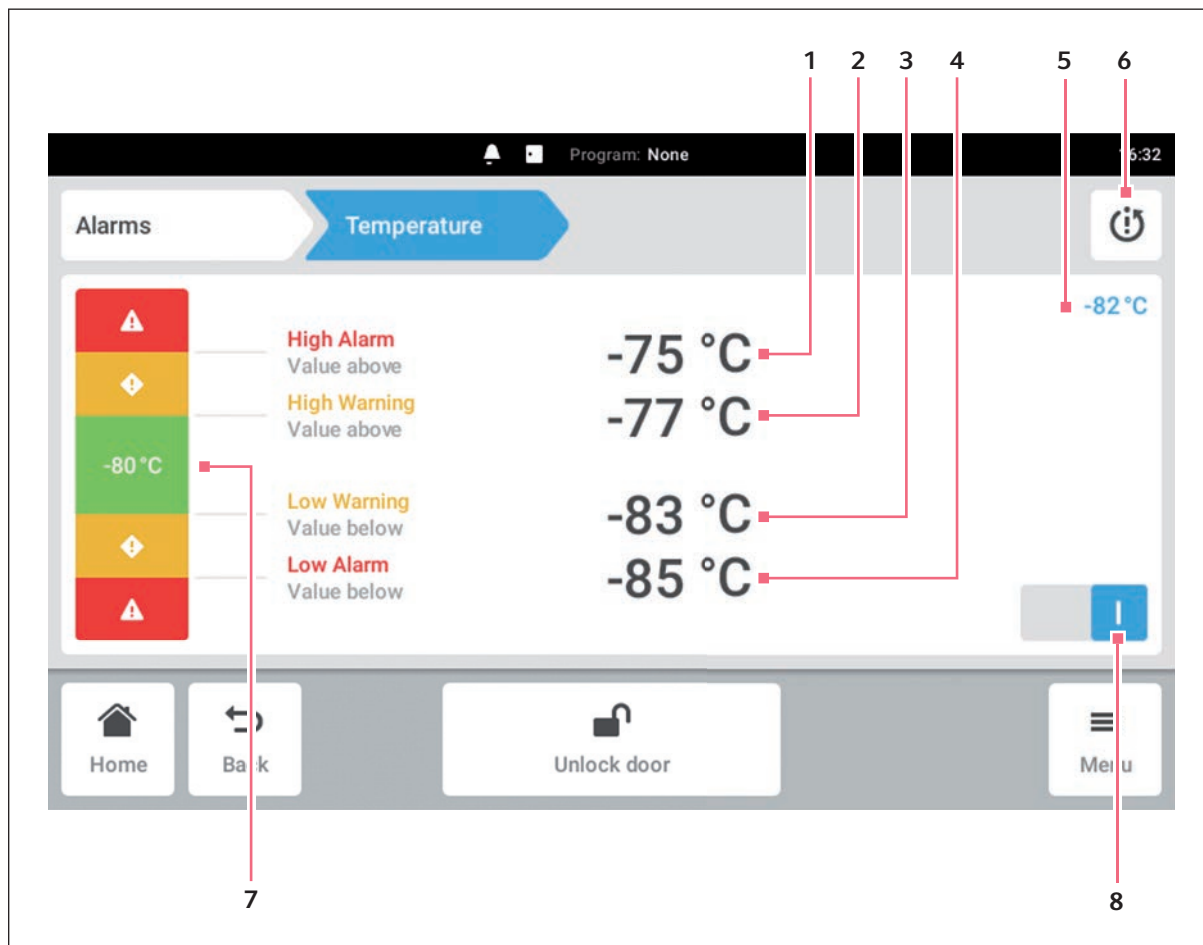 1 2 3 4 5 6
Program: None
16:32
Alarms
Temperature
-82 °C
High Alarm
Value above
-75 °C
High Warning
Value above
-77 °C
-80 °C
Low Warning
Value below
-83 °C
Low Alarm
Value below
-85 °C
I
Home
Back
Unlock door
Menu
7
8